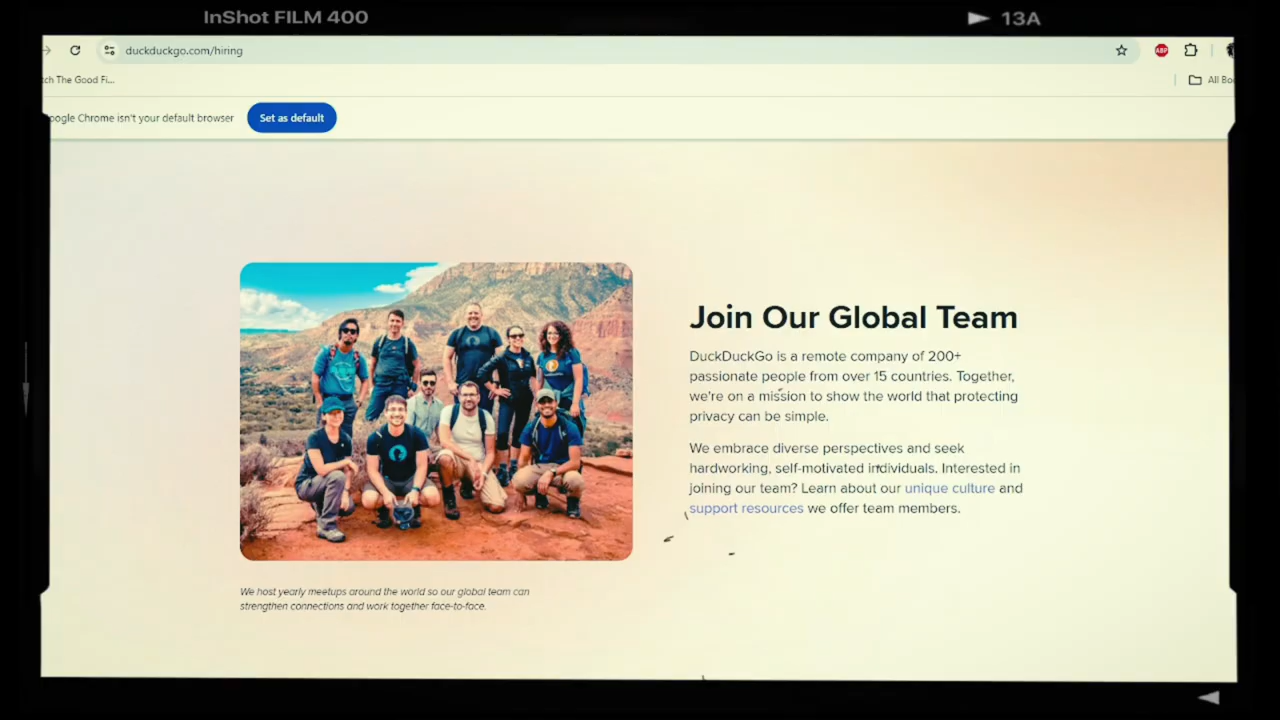 InShot FILM 400
13A
duckduckgo.com/hiring
ABP
tch The Good Fi...
All Bo
oogle Chrome isn't your default browser
Set as default
Join Our Global Team
DuckDuckGo is a remote company of 200+
passionate people from over 15 countries. Together,
we're on a mission to show the world that protecting
privacy can be simple.
We embrace diverse perspectives and seek
hardworking, self-motivated individuals. Interested in
joining our team? Learn about our unique culture and
support resources we offer team members.
We host yearly meetups around the world so our global team can
strengthen connections and work together face-to-face.